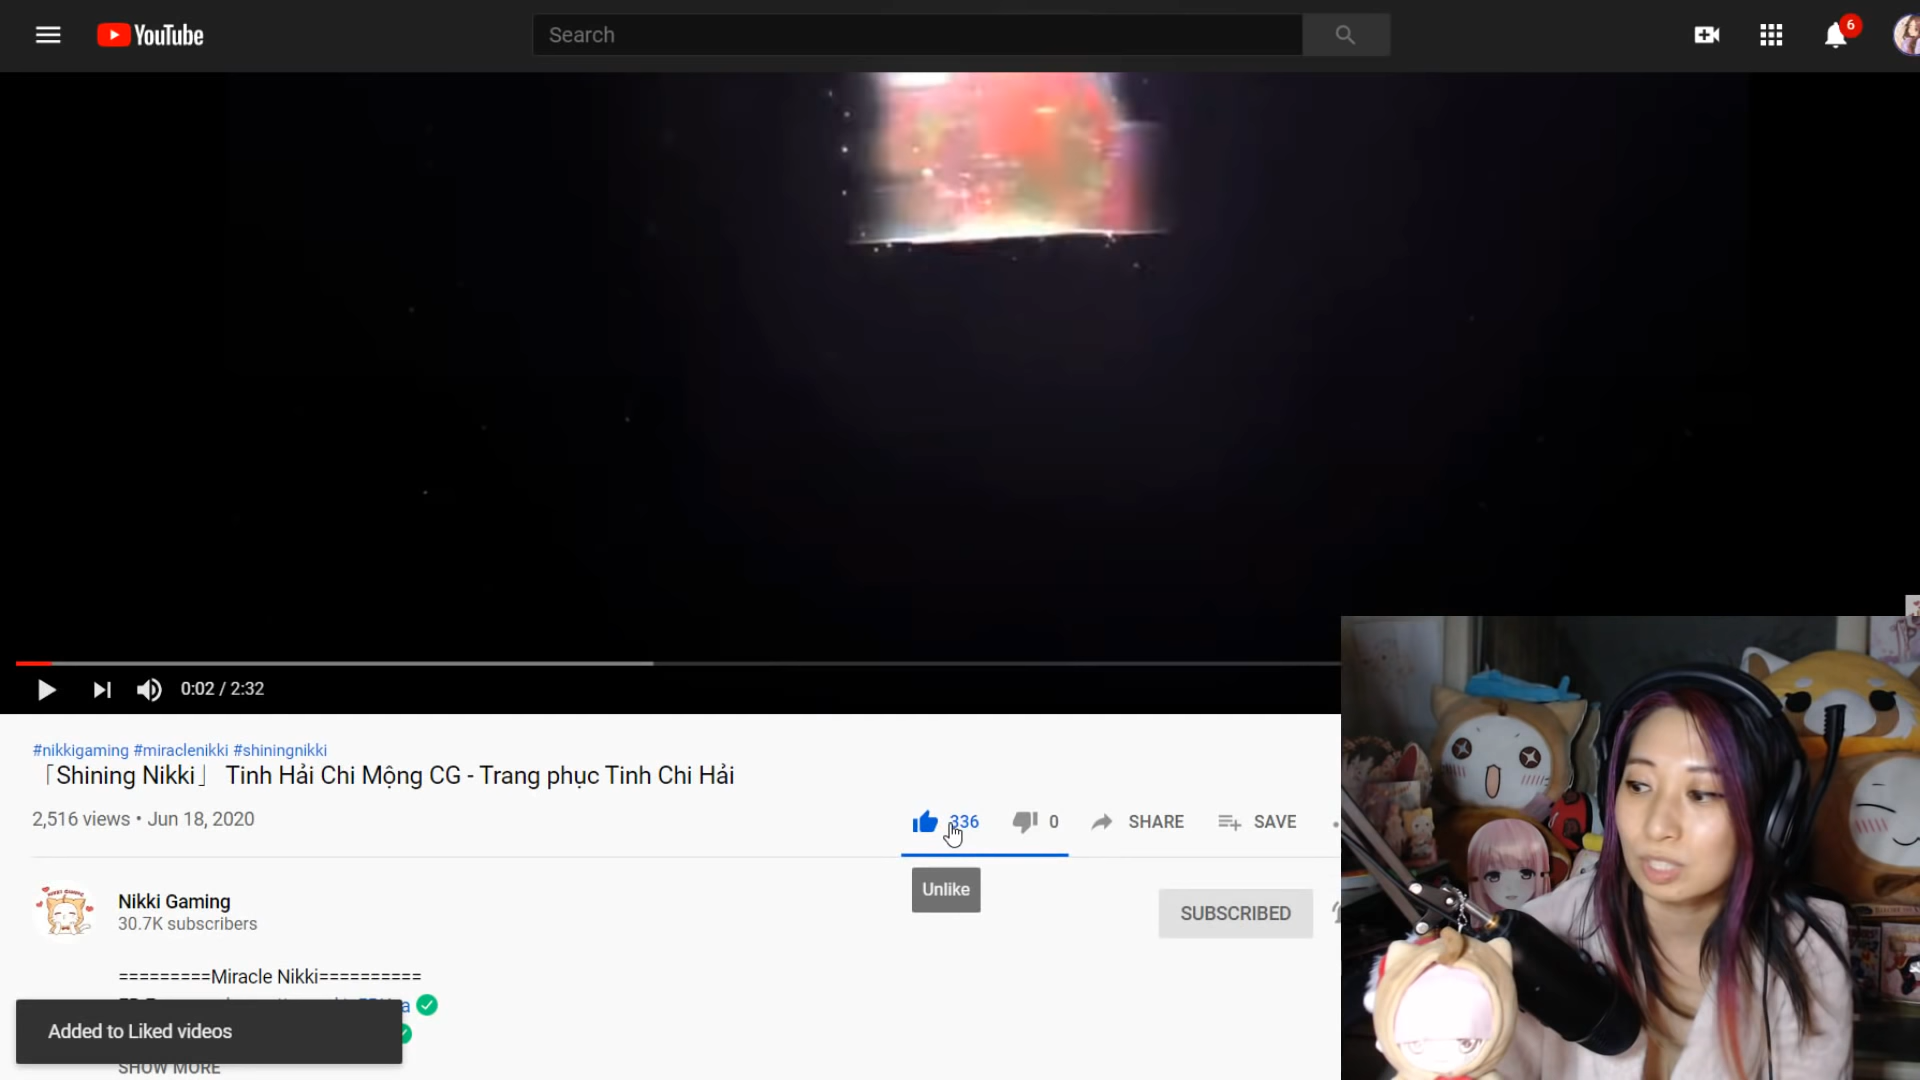 YouTube
Search
6
0:02 / 2:32
#nikkigaming #miraclenikki #shiningnikki
「Shining Nikki」 Tinh Hải Chi Mộng CG - Trang phục Tinh Chi Hải
2,516 views • Jun 18, 2020
336
0
SHARE
SAVE
Unlike
Nikki Gaming
30.7K subscribers
SUBSCRIBED
=========Miracle Nikki==========
Added to Liked videos
SHOW MORE